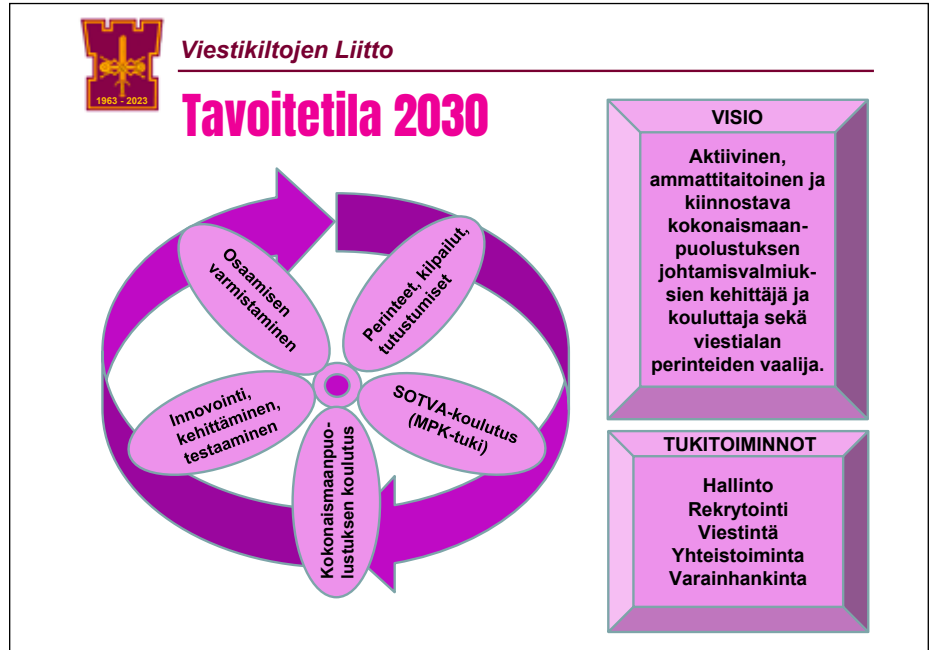 Viestikiltojen Liitto
1963 - 2023
Tavoitetila 2030
Osaamisen
varmistaminen
Perinteet, kilpailut,
tutustumiset
Innovointi,
kehittäminen,
testaaminen
SOTVA-koulutus
(MPK-tuki)
Kokonaismaanpuo-
lustuksen koulutus
VISIO
Aktiivinen,
ammattitaitoinen ja
kiinnostava
kokonaismaan-
puolustuksen
johtamisvalmiuk-
sien kehittäjä ja
kouluttaja sekä
viestialan
perinteiden vaalija.
TUKITOIMINNOT
Hallinto
Rekrytointi
Viestintä
Yhteistoiminta
Varainhankinta